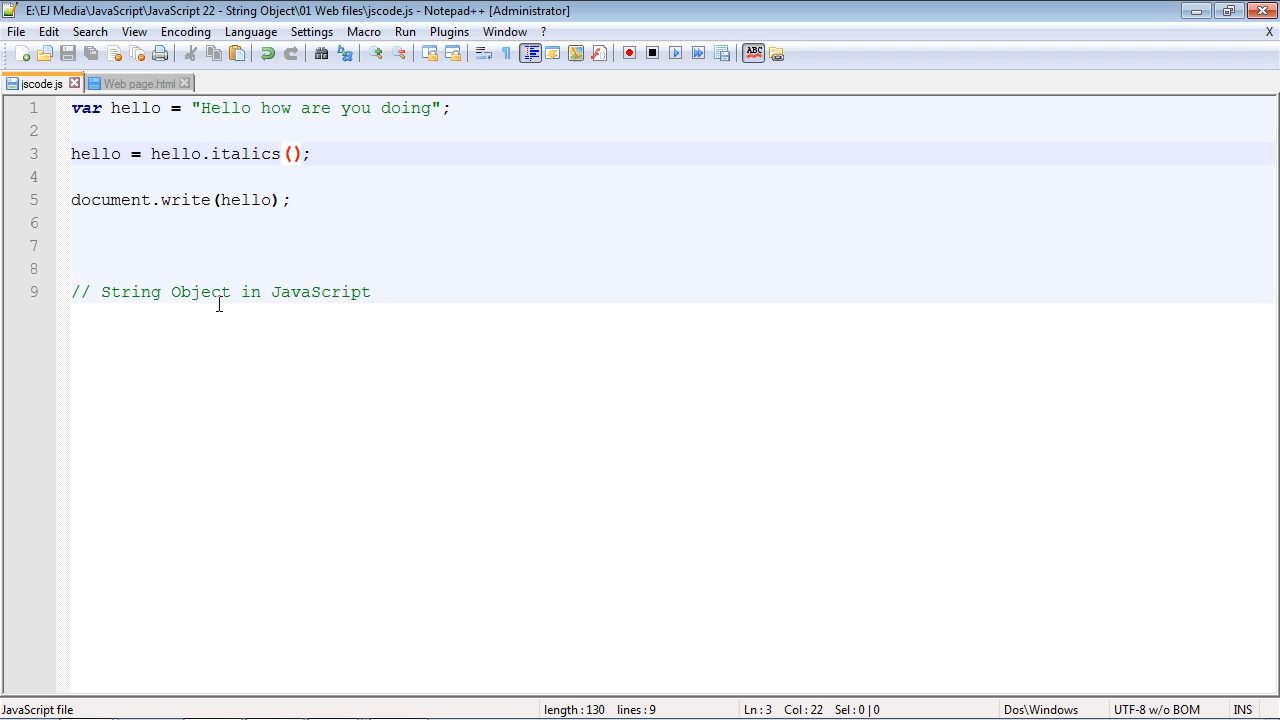 E:\EJ Media\JavaScript\JavaScript 22 - String Object\01 Web files\jscode.js - Notepad++ [Administrator]
File Edit Search View Encoding Language Settings Macro Run Plugins Window ? X
ABC
jscode.js Web page.html
1 var hello = "Hello how are you doing";
2
3 hello = hello.italics();
4
5 document.write(hello);
6
7
8
9 // String Object in JavaScript
JavaScript file length : 130 lines : 9 Ln : 3 Col : 22 Sel : 0 | 0 Dos\Windows UTF-8 w/o BOM INS